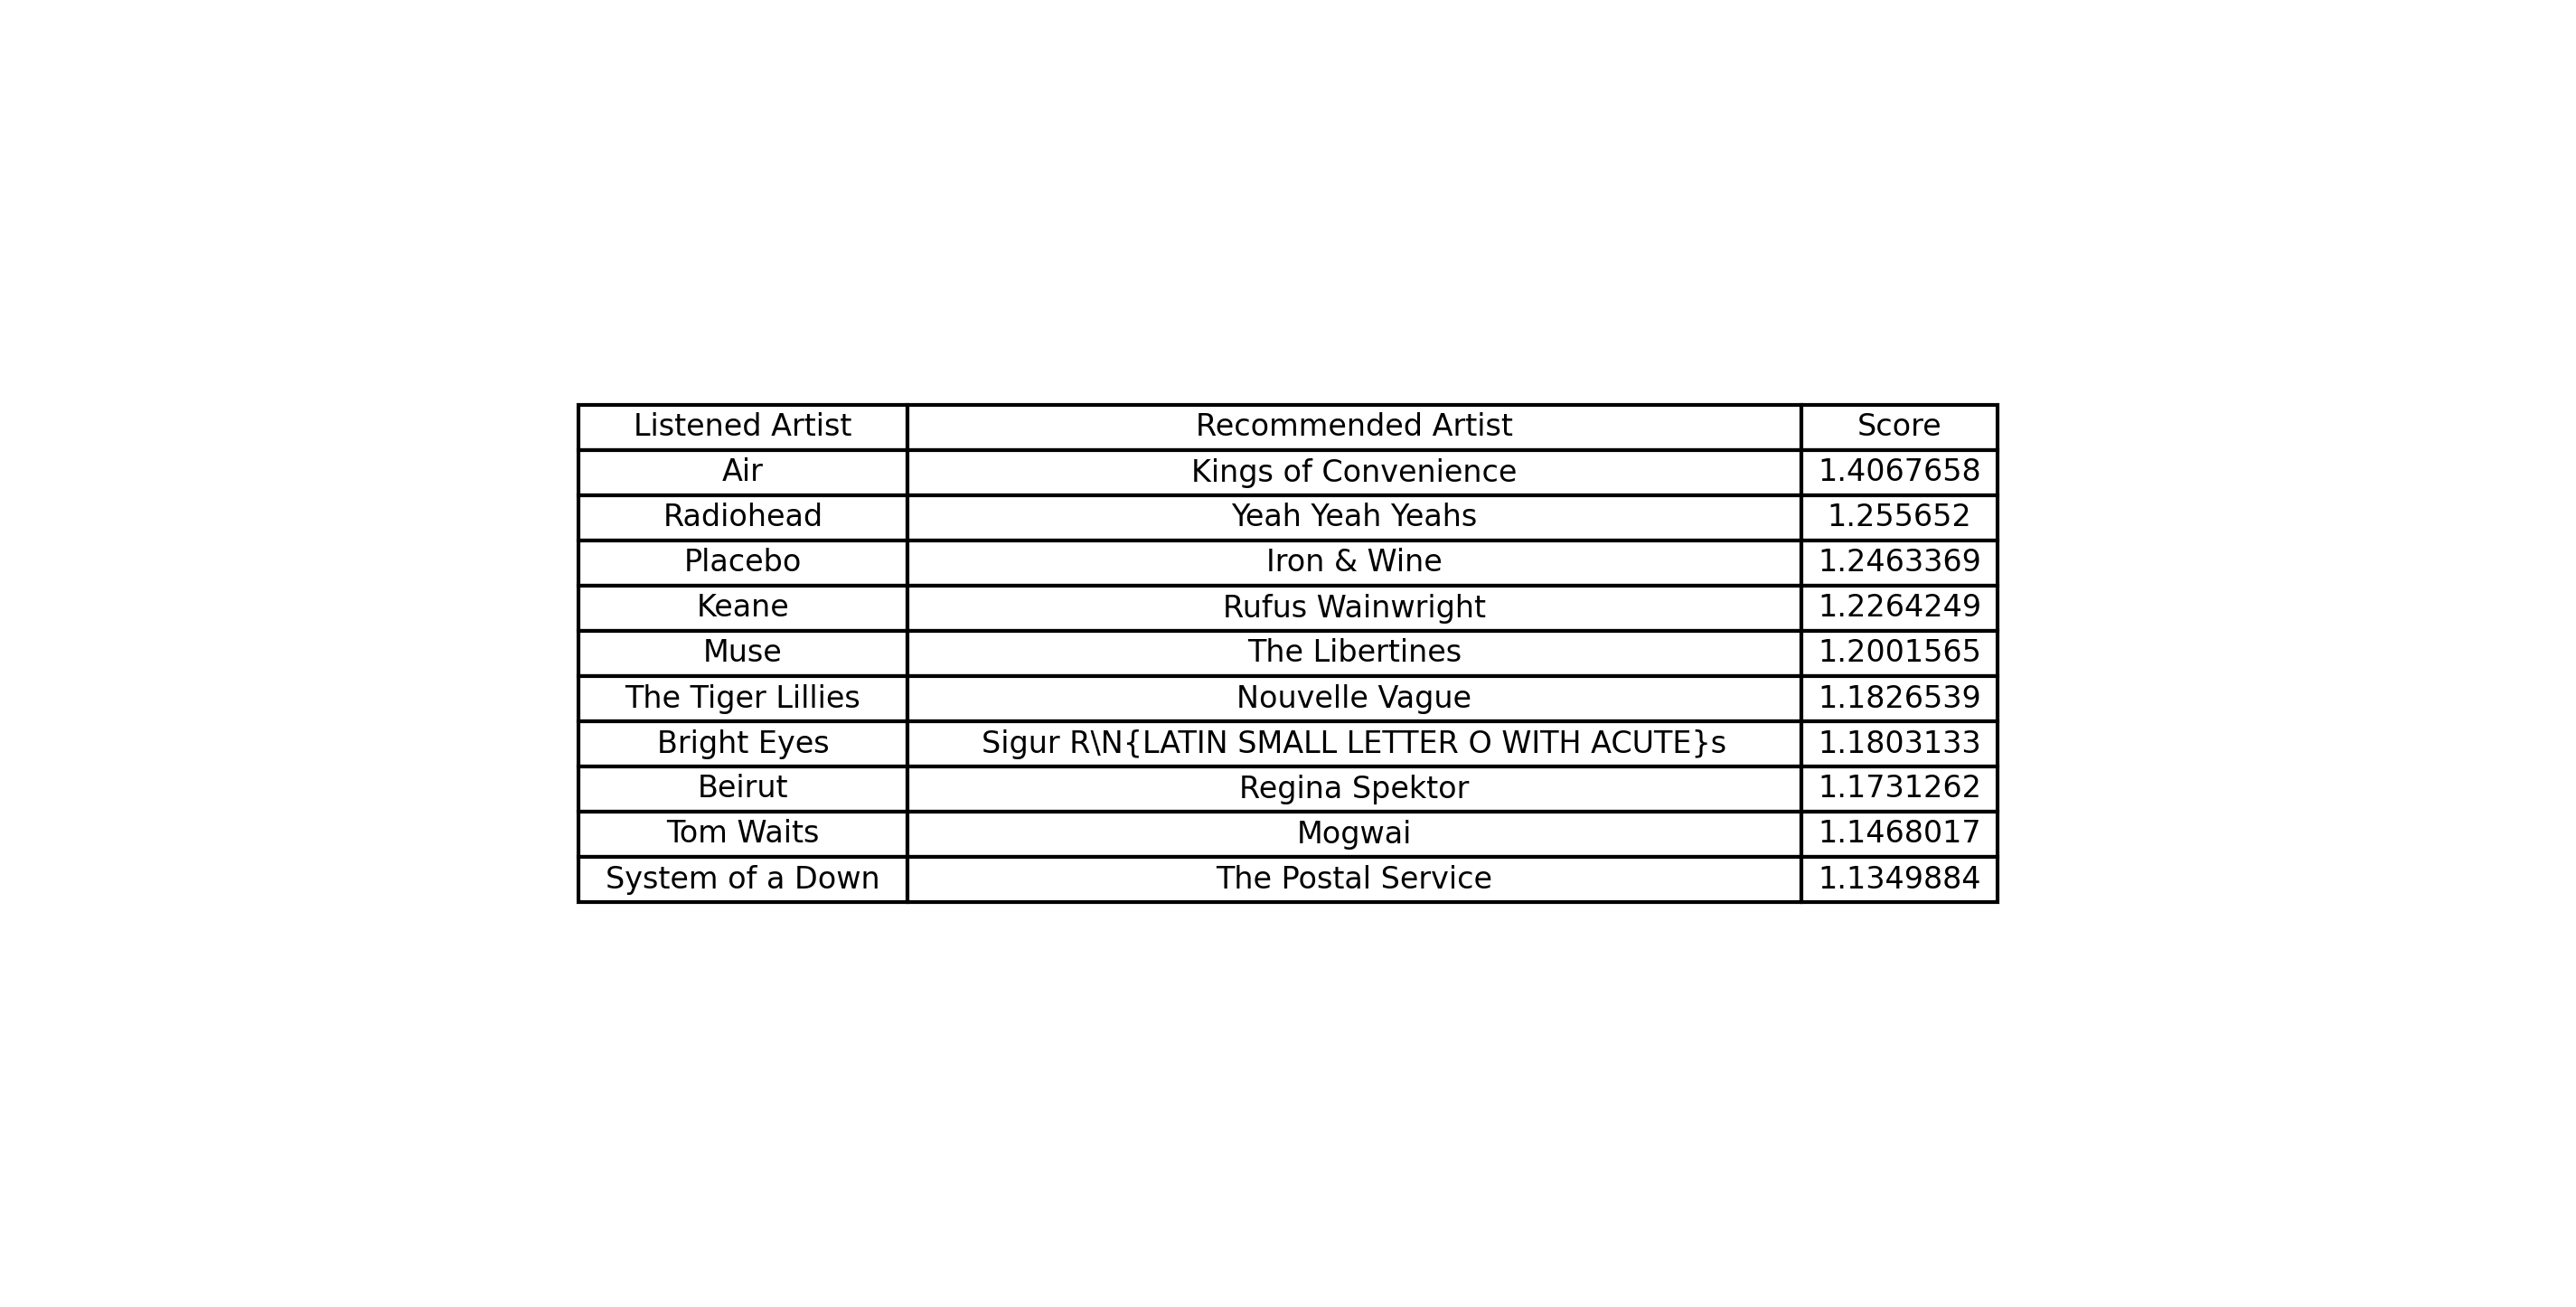 Listened Artist Recommended Artist Score
Air Kings of Convenience 1.4067658
Radiohead Yeah Yeah Yeahs 1.255652
Placebo Iron & Wine 1.2463369
Keane Rufus Wainwright 1.2264249
Muse The Libertines 1.2001565
The Tiger Lillies Nouvelle Vague 1.1826539
Bright Eyes Sigur R\N{LATIN SMALL LETTER O WITH ACUTE}s 1.1803133
Beirut Regina Spektor 1.1731262
Tom Waits Mogwai 1.1468017
System of a Down The Postal Service 1.1349884